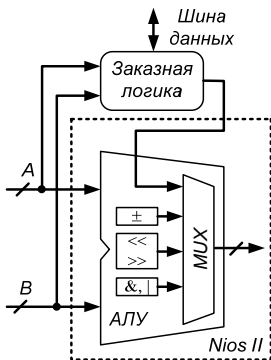 Шина
данных
Заказная
логика
A
±
<<
>>
&, |
MUX
B
АЛУ
Nios II